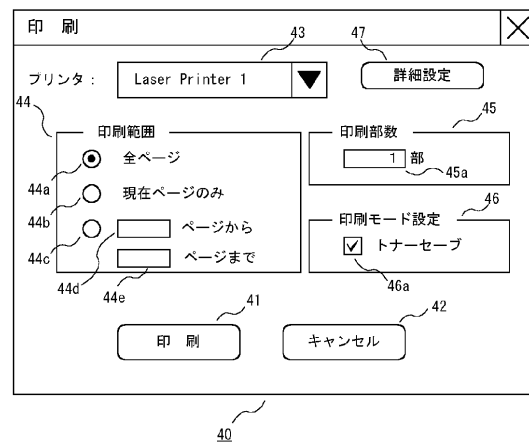 印 刷
43
47
プリンタ：
Laser Printer 1
詳細設定
44
印刷範囲
44a
全ページ
44b
現在ページのみ
44c
ページから
44d
ページまで
44e
45
印刷部数
1 部
45a
46
印刷モード設定
トナーセーブ
46a
41
印 刷
42
キャンセル
40